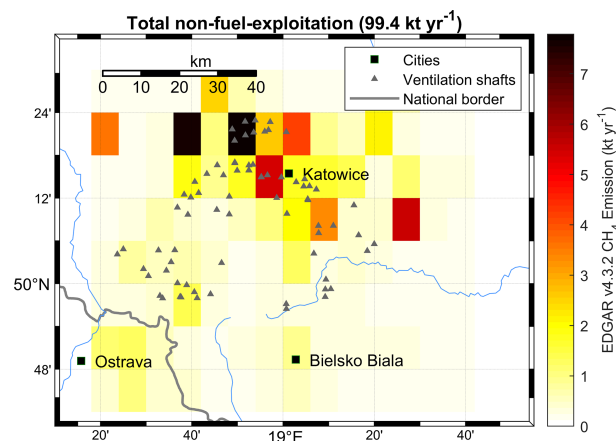 Total non-fuel-exploitation (99.4 kt yr-1)
km
0 10 20 30 40
Cities
Ventilation shafts
National border
24'
12'
50°N
48'
Katowice
Ostrava
Bielsko Biala
20' 40' 19°E 20' 40'
7
6
5
4
3
2
1
0
EDGAR v4.3.2 CH4 Emission (kt yr-1)